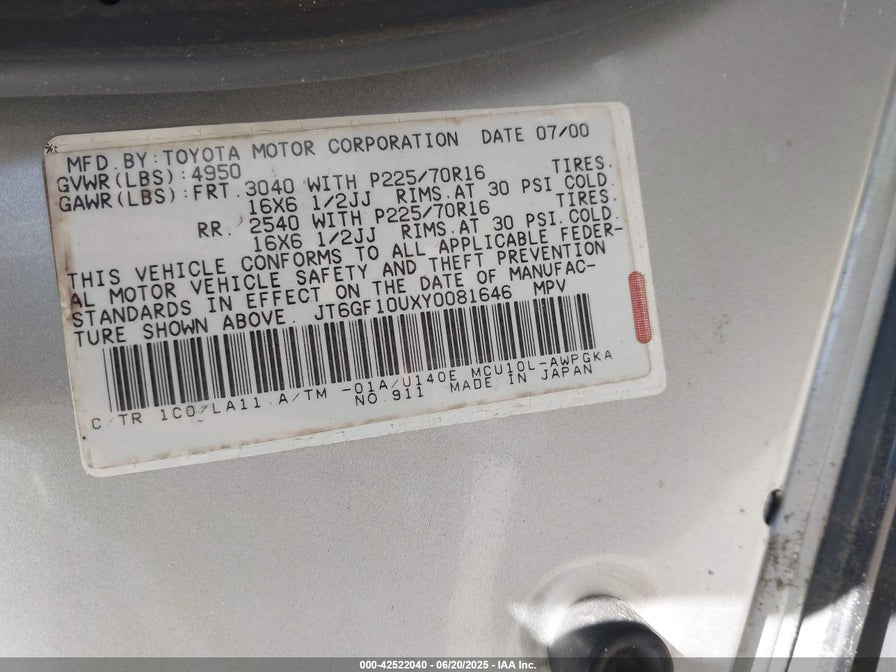 MFD. BY: TOYOTA MOTOR CORPORATION DATE 07/00
GVWR(LBS): 4950
GAWR(LBS): FRT. 3040 WITH P225/70R16 TIRES.
16X6 1/2JJ RIMS. AT 30 PSI COLD.
RR. 2540 WITH P225/70R16 TIRES.
16X6 1/2JJ RIMS. AT 30 PSI. COLD.
THIS VEHICLE CONFORMS TO ALL APPLICABLE FEDER-
AL MOTOR VEHICLE SAFETY AND THEFT PREVENTION
STANDARDS IN EFFECT ON THE DATE OF MANUFAC-
TURE SHOWN ABOVE. JT6GF10UXY0081646 MPV
C/TR 1C0/LA11. A/TM -01A/U140E MCU10L-AWPGKA
NO. 911 MADE IN JAPAN
000-42522040 - 06/20/2025 - IAA Inc.